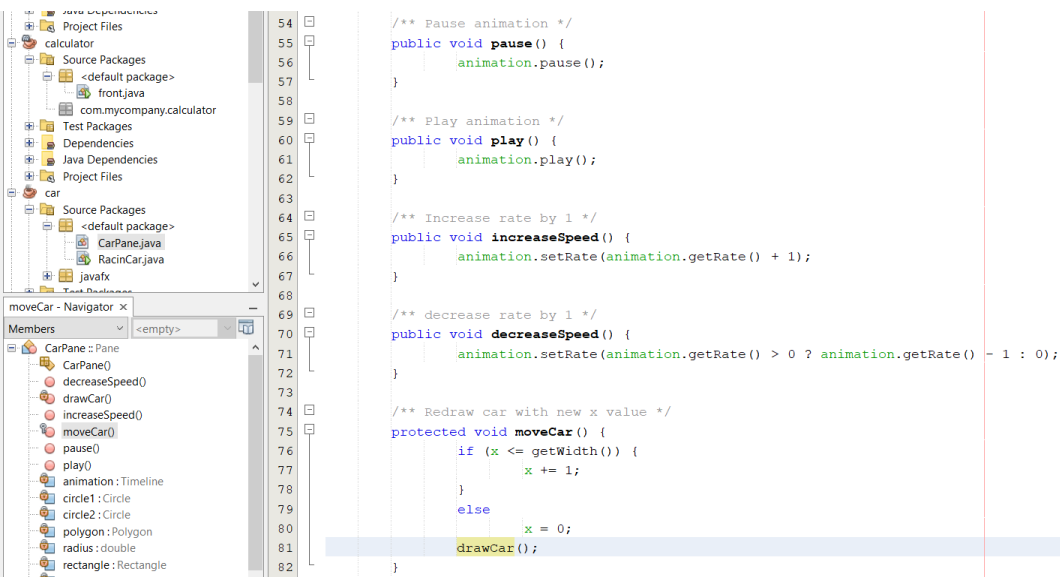 Java Dependencies
Project Files
calculator
Source Packages
<default package>
front.java
com.mycompany.calculator
Test Packages
Dependencies
Java Dependencies
Project Files
car
Source Packages
<default package>
CarPane.java
RacinCar.java
javafx
Test Packages
moveCar - Navigator ×
Members
<empty>
CarPane :: Pane
CarPane()
decreaseSpeed()
drawCar()
increaseSpeed()
moveCar()
pause()
play()
animation : Timeline
circle1 : Circle
circle2 : Circle
polygon : Polygon
radius : double
rectangle : Rectangle
54 /** Pause animation */
55 public void pause() {
56 animation.pause();
57 }
58
59 /** Play animation */
60 public void play() {
61 animation.play();
62 }
63
64 /** Increase rate by 1 */
65 public void increaseSpeed() {
66 animation.setRate(animation.getRate() + 1);
67 }
68
69 /** decrease rate by 1 */
70 public void decreaseSpeed() {
71 animation.setRate(animation.getRate() > 0 ? animation.getRate() - 1 : 0);
72 }
73
74 /** Redraw car with new x value */
75 protected void moveCar() {
76 if (x <= getWidth()) {
77 x += 1;
78 }
79 else
80 x = 0;
81 drawCar();
82 }